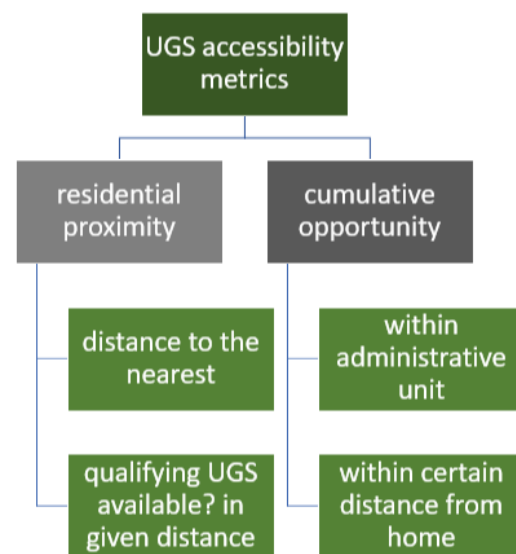 UGS accessibility
metrics
residential
proximity
cumulative
opportunity
distance to the
nearest
within
administrative
unit
qualifying UGS
available? in
given distance
within certain
distance from
home